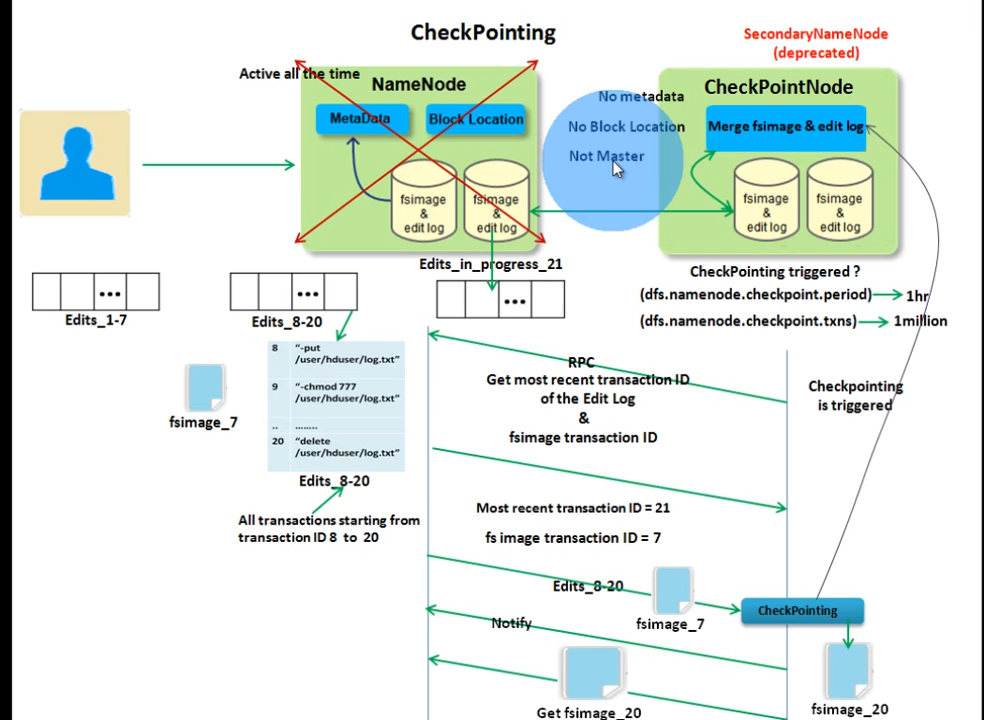 CheckPointing
SecondaryNameNode
(deprecated)
Active all the time
NameNode
MetaData
Block Location
fsimage
&
edit log
fsimage
&
edit log
No metadata
No Block Location
Not Master
CheckPointNode
Merge fsimage & edit log
fsimage
&
edit log
fsimage
&
edit log
Edits_in_progress_21
CheckPointing triggered ?
(dfs.namenode.checkpoint.period)
1hr
(dfs.namenode.checkpoint.txns)
1million
...
Edits_1-7
...
Edits_8-20
...
8 “-put
/user/hduser/log.txt”
9 “-chmod 777
/user/hduser/log.txt”
.. ........
20 “delete
/user/hduser/log.txt”
Edits_8-20
fsimage_7
All transactions starting from
transaction ID 8 to 20
RPC
Get most recent transaction ID
of the Edit Log
&
fsimage transaction ID
Checkpointing
is triggered
Most recent transaction ID = 21
fs image transaction ID = 7
Edits_8-20
fsimage_7
CheckPointing
Notify
fsimage_20
Get fsimage_20